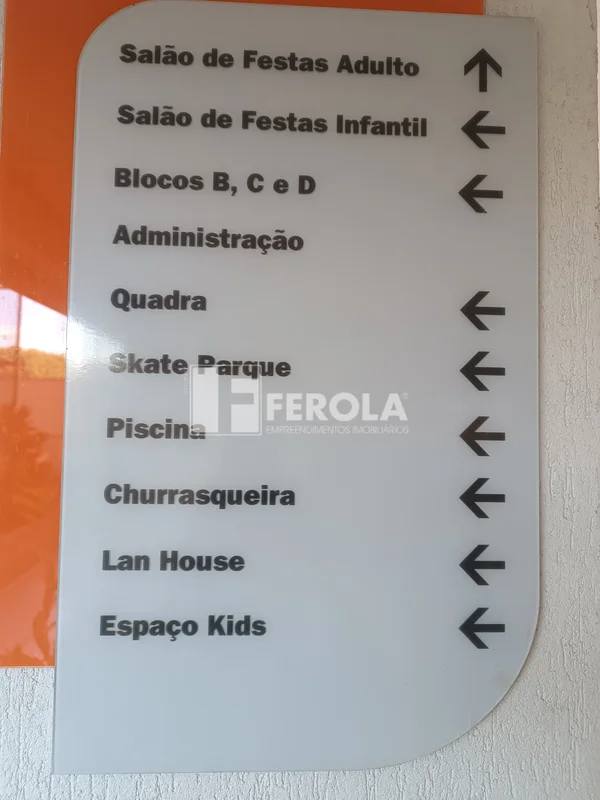 Salão de Festas Adulto ↑
Salão de Festas Infantil ←
Blocos B, C e D ←
Administração
Quadra ←
Skate Parque ←
FEROLA®
EMPREENDIMENTOS IMOBILIÁRIOS
Piscina ←
Churrasqueira ←
Lan House ←
Espaço Kids ←